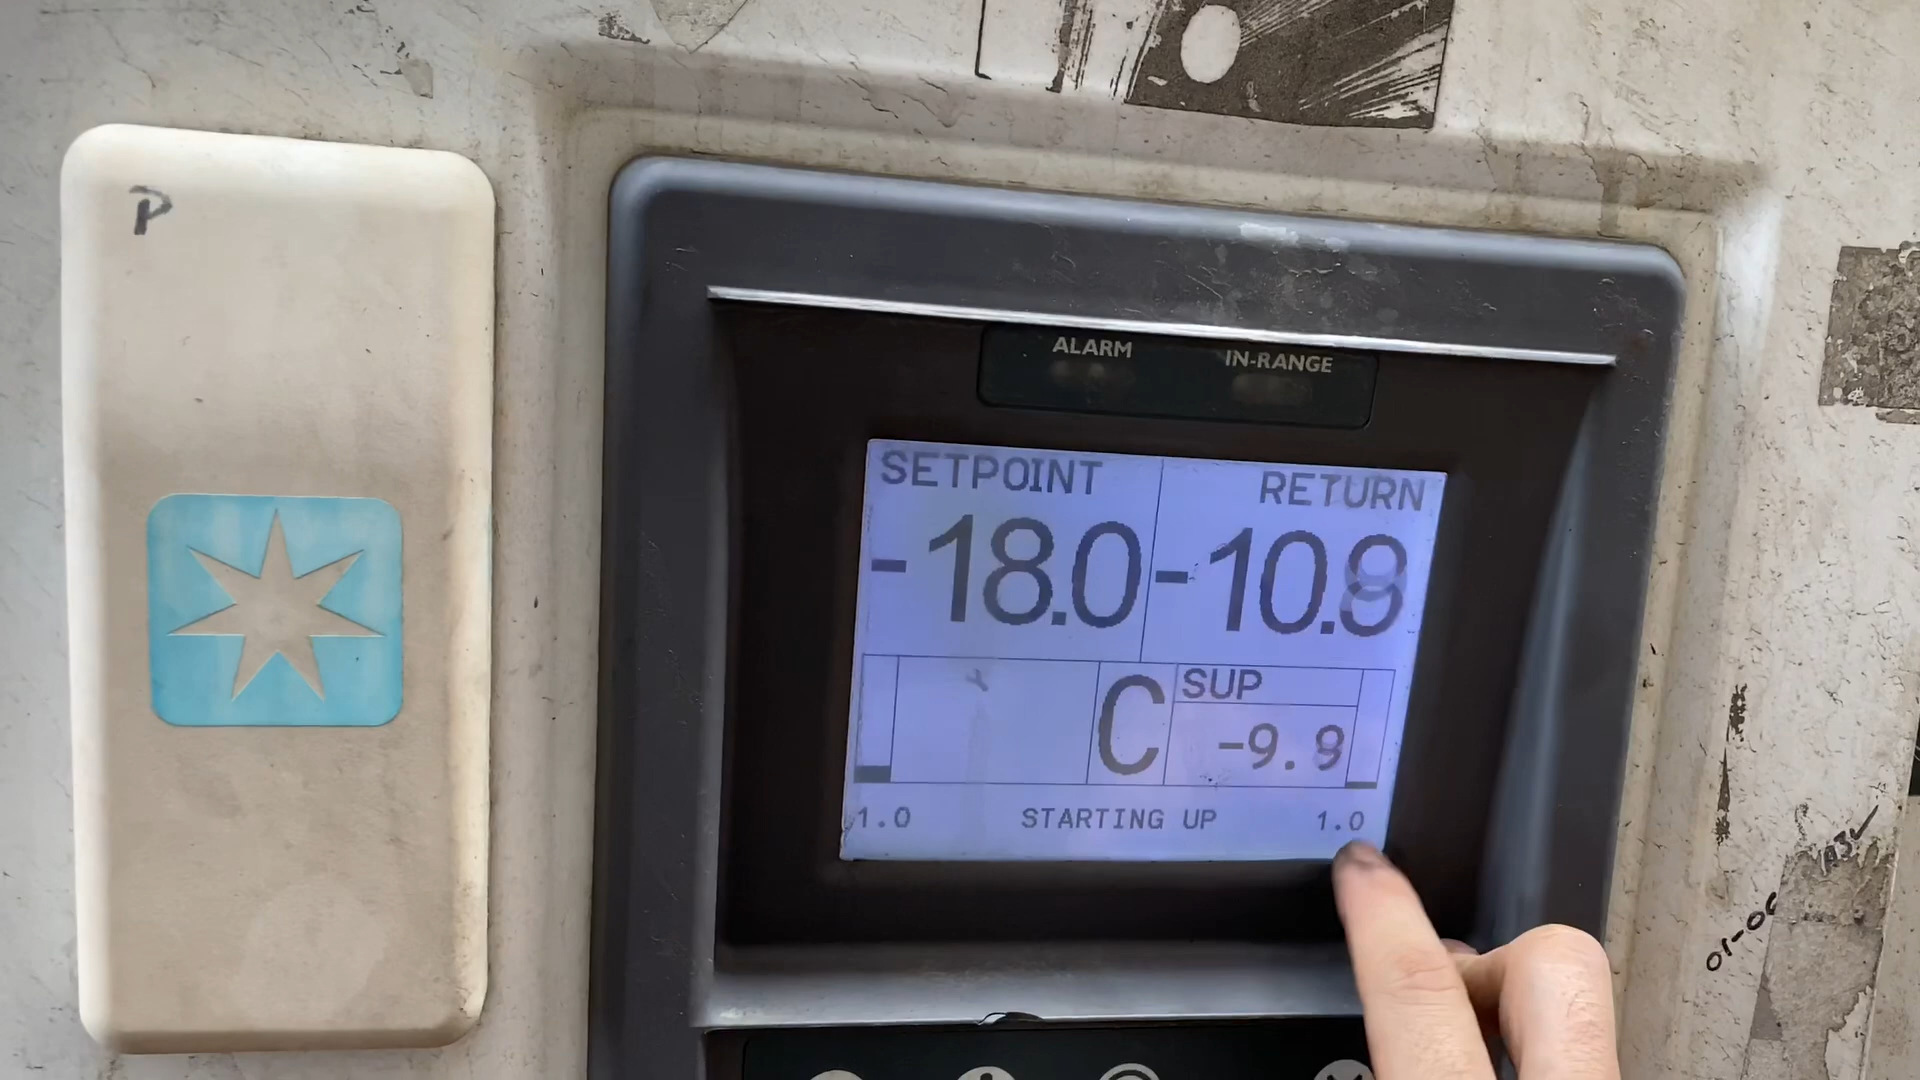 P
ALARM IN-RANGE
SETPOINT RETURN
-18.0 -10.8
C SUP
-9.9
1.0 STARTING UP 1.0